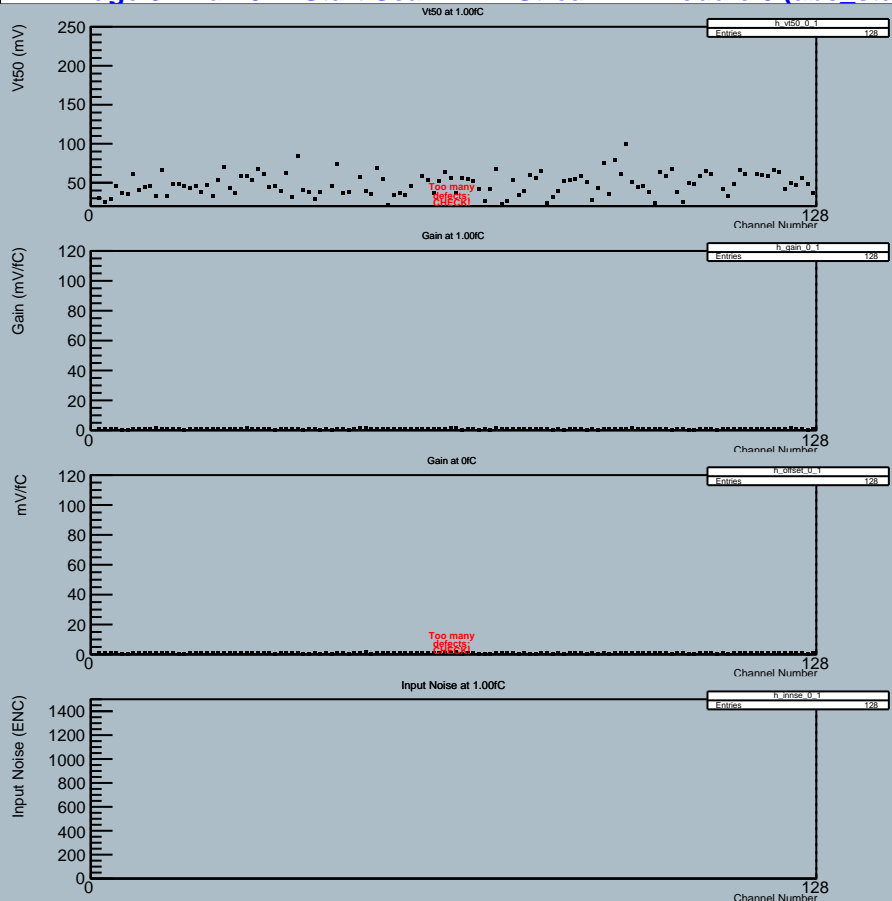 Vt50 at 1.00fC
h_vt50_0_1
Entries 128
Vt50 (mV)
250
200
150
100
50
Too many
defects:
CHECK!
0
128
Channel Number
Gain at 1.00fC
h_gain_0_1
Entries 128
Gain (mV/fC)
120
100
80
60
40
20
0
0
128
Channel Number
Gain at 0fC
h_offset_0_1
Entries 128
mV/fC
120
100
80
60
40
20
0
Too many
defects:
CHECK!
0
128
Channel Number
Input Noise at 1.00fC
h_innse_0_1
Entries 128
Input Noise (ENC)
1400
1200
1000
800
600
400
200
0
0
128
Channel Number